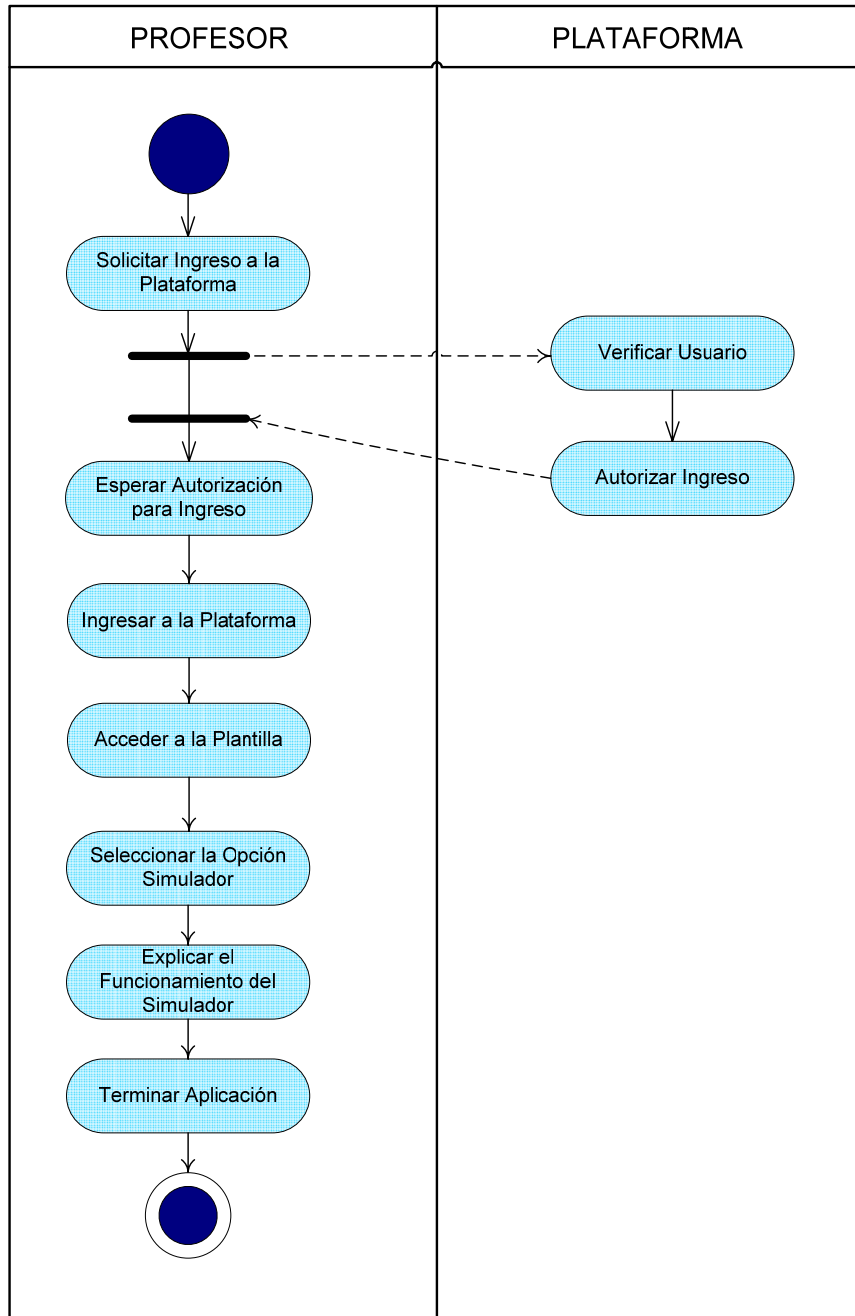 PROFESOR
PLATAFORMA
Solicitar Ingreso a la
Plataforma
Verificar Usuario
Autorizar Ingreso
Esperar Autorización
para Ingreso
Ingresar a la Plataforma
Acceder a la Plantilla
Seleccionar la Opción
Simulador
Explicar el
Funcionamiento del
Simulador
Terminar Aplicación